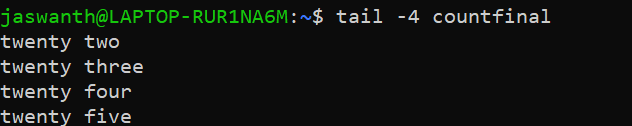 jaswanth@LAPTOP-RUR1NA6M:~$ tail -4 countfinal
twenty two
twenty three
twenty four
twenty five